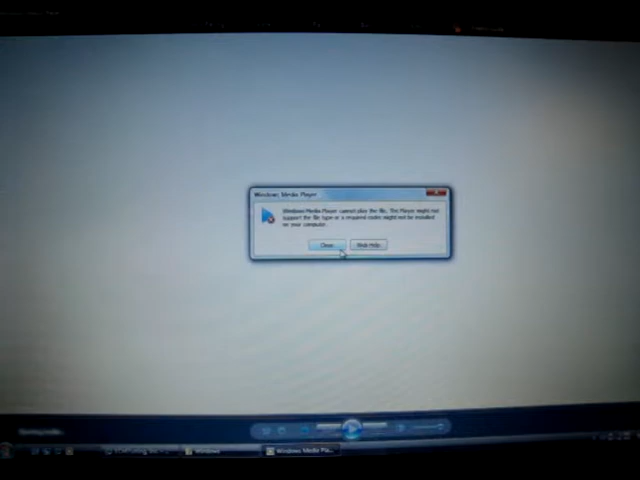 Windows Media Player
Windows Media Player cannot play the file. The Player might not
support the file type or a required codec might not be installed
on your computer.
Close Web Help
Windows Windows Media Pla...